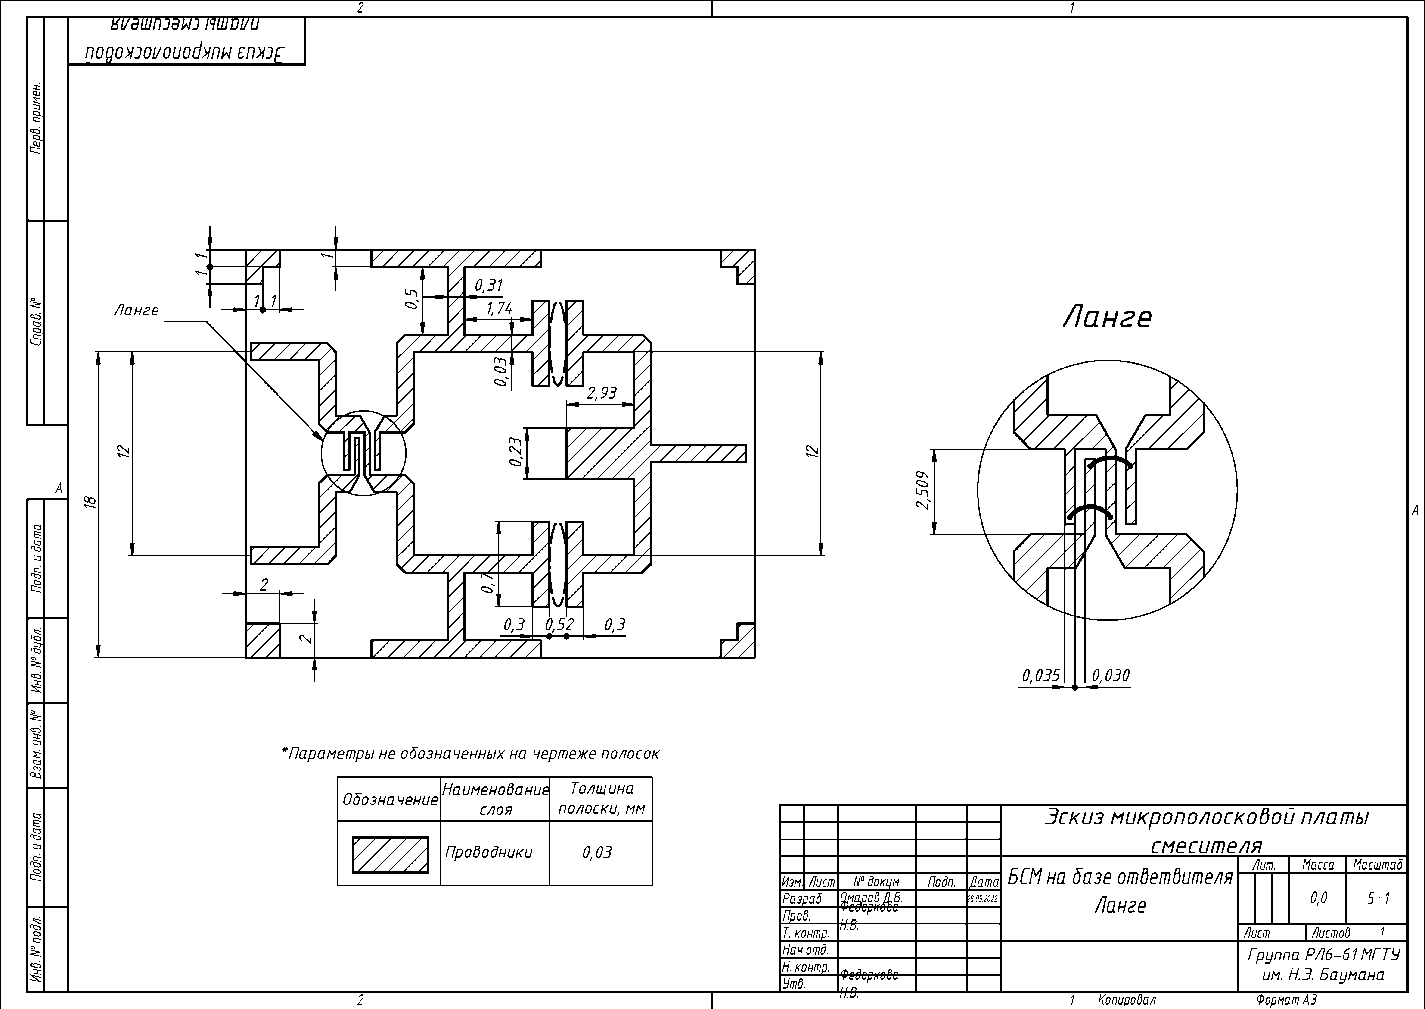 2
1
Эскиз микрополосковой
платы смесителя
Перв. примен.
Справ. №
Подп. и дата
Инв. № дубл.
Взам. инв. №
Подп. и дата
Инв. № подл.
А
А
Ланге
1
1
1
1
1
0,5
0,31
1,74
0,03
2,93
0,23
12
18
12
2
2
0,7
0,3
0,52
0,3
Ланге
2,509
0,035
0,030
*Параметры не обозначенных на чертеже полосок
Обозначение
Наименование
слоя
Толщина
полоски, мм
Проводники
0,03
Эскиз микрополосковой платы
смесителя
БСМ на базе ответвителя
Ланге
Лит.
Масса
Масштаб
0,0
5:1
Изм.
Лист
№ докум
Подп.
Дата
Разраб
Омаров Д.В.
Пров.
Федоркова
Н.В.
Т. контр.
Нач отд.
Н. контр.
Утв.
Федоркова
Н.В.
Лист
Листов
1
Группа РЛ6-61 МГТУ
им. Н.Э. Баумана
2
1
Копировал
Формат А3